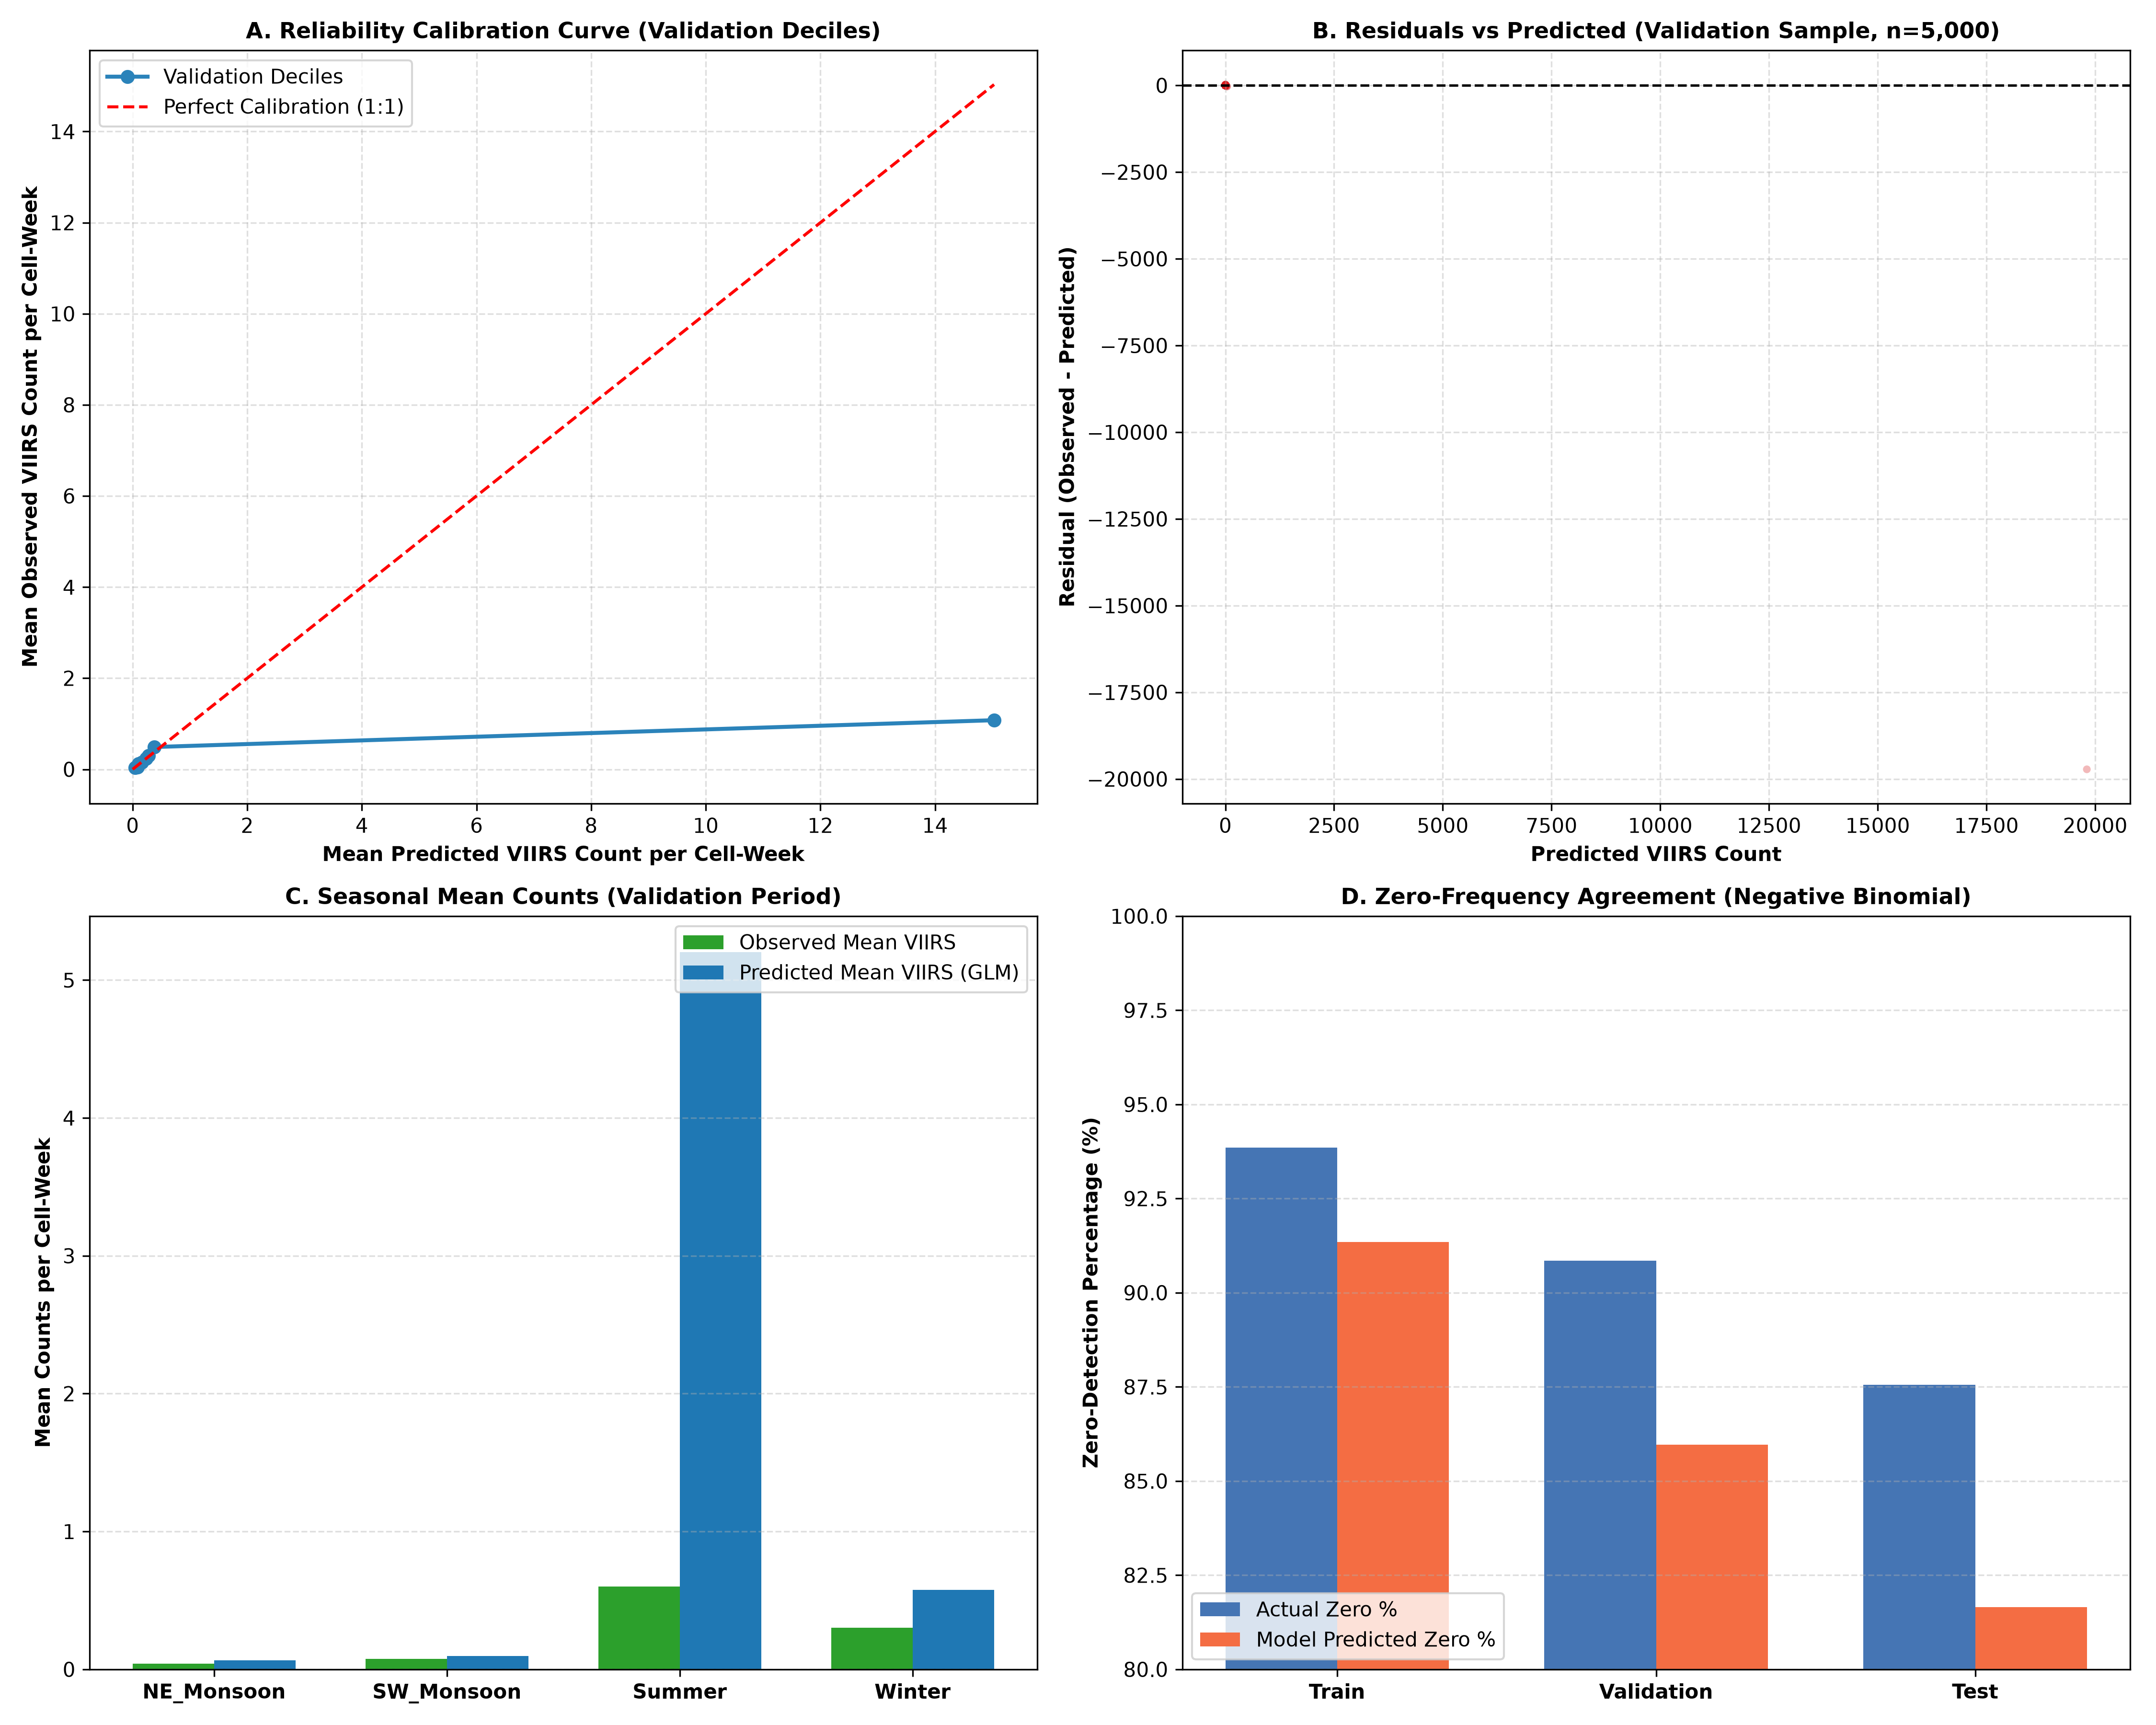 A. Reliability Calibration Curve (Validation Deciles)
Validation Deciles
Perfect Calibration (1:1)
Mean Observed VIIRS Count per Cell-Week
14
12
10
8
6
4
2
0
0 2 4 6 8 10 12 14
Mean Predicted VIIRS Count per Cell-Week
B. Residuals vs Predicted (Validation Sample, n=5,000)
Residual (Observed - Predicted)
0
−2500
−5000
−7500
−10000
−12500
−15000
−17500
−20000
0 2500 5000 7500 10000 12500 15000 17500 20000
Predicted VIIRS Count
C. Seasonal Mean Counts (Validation Period)
Observed Mean VIIRS
Predicted Mean VIIRS (GLM)
Mean Counts per Cell-Week
5
4
3
2
1
0
NE_Monsoon SW_Monsoon Summer Winter
D. Zero-Frequency Agreement (Negative Binomial)
Zero-Detection Percentage (%)
100.0
97.5
95.0
92.5
90.0
87.5
85.0
82.5
80.0
Actual Zero %
Model Predicted Zero %
Train Validation Test